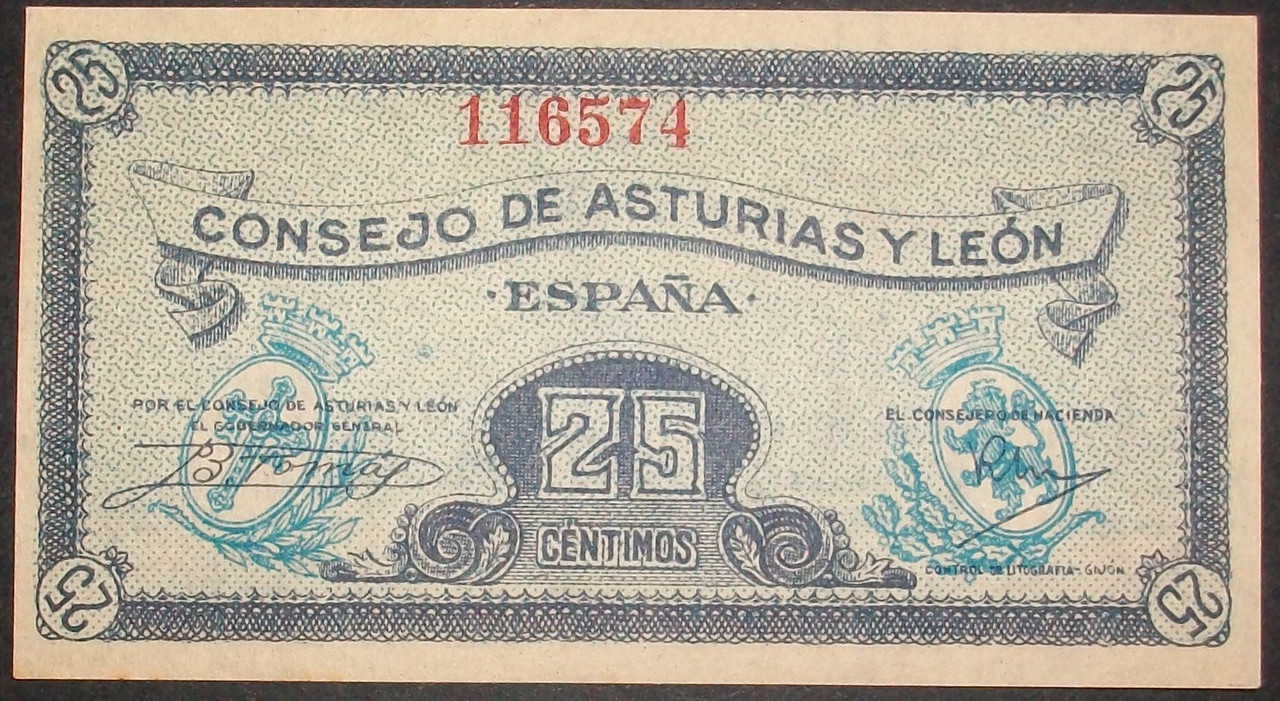 25
25
116574
CONSEJO DE ASTURIAS Y LEÓN
·ESPAÑA·
POR EL CONSEJO DE ASTURIAS Y LEÓN
EL GOBERNADOR GENERAL
B. Tomás
EL CONSEJERO DE HACIENDA
25
CÉNTIMOS
CONTROL DE LITOGRAFIA - GIJON
25
25